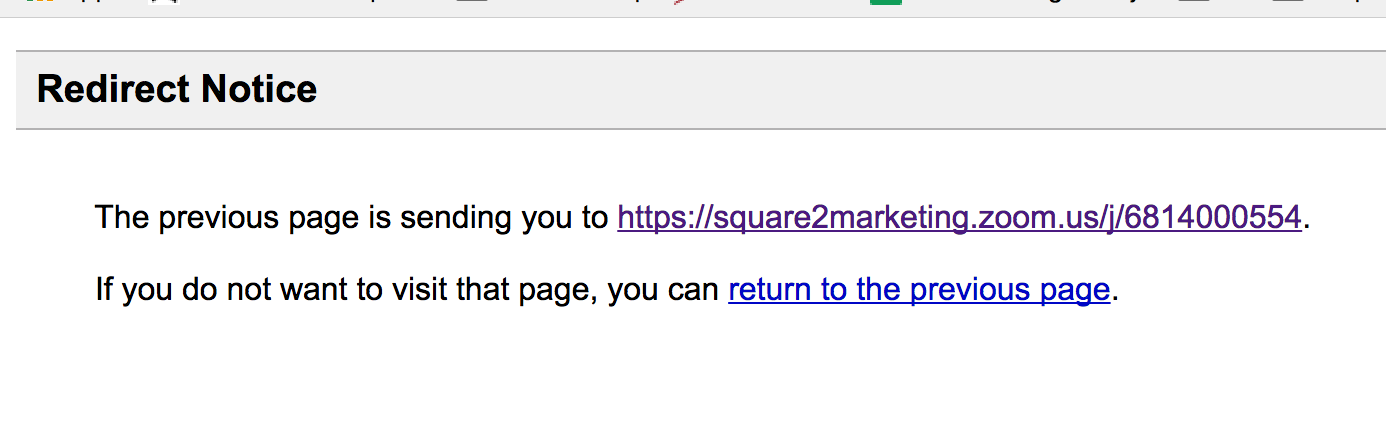 Redirect Notice
The previous page is sending you to https://square2marketing.zoom.us/j/6814000554.
If you do not want to visit that page, you can return to the previous page.